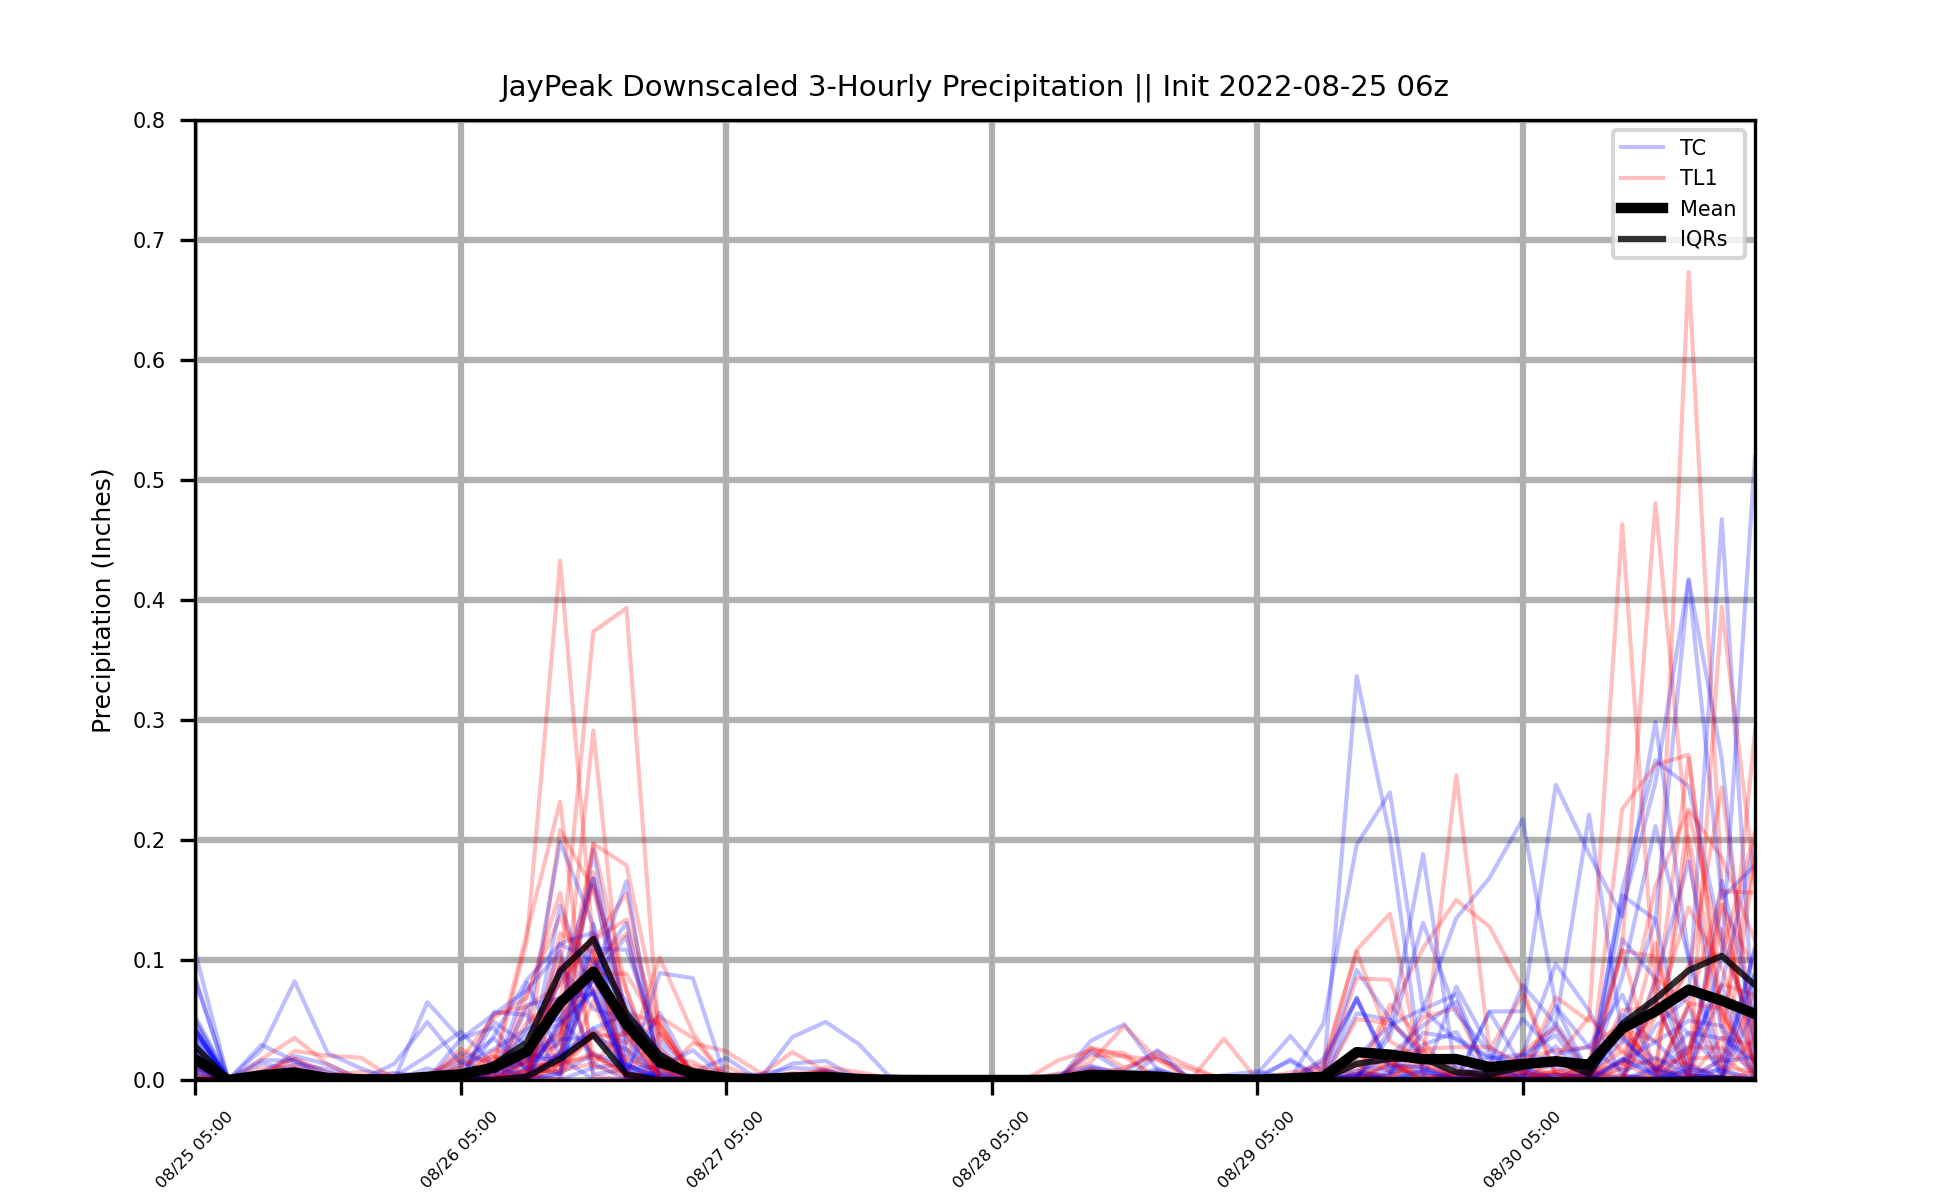 JayPeak Downscaled 3-Hourly Precipitation || Init 2022-08-25 06z
Precipitation (Inches)
0.8
0.7
0.6
0.5
0.4
0.3
0.2
0.1
0.0
TC
TL1
Mean
IQRs
08/25 05:00
08/26 05:00
08/27 05:00
08/28 05:00
08/29 05:00
08/30 05:00